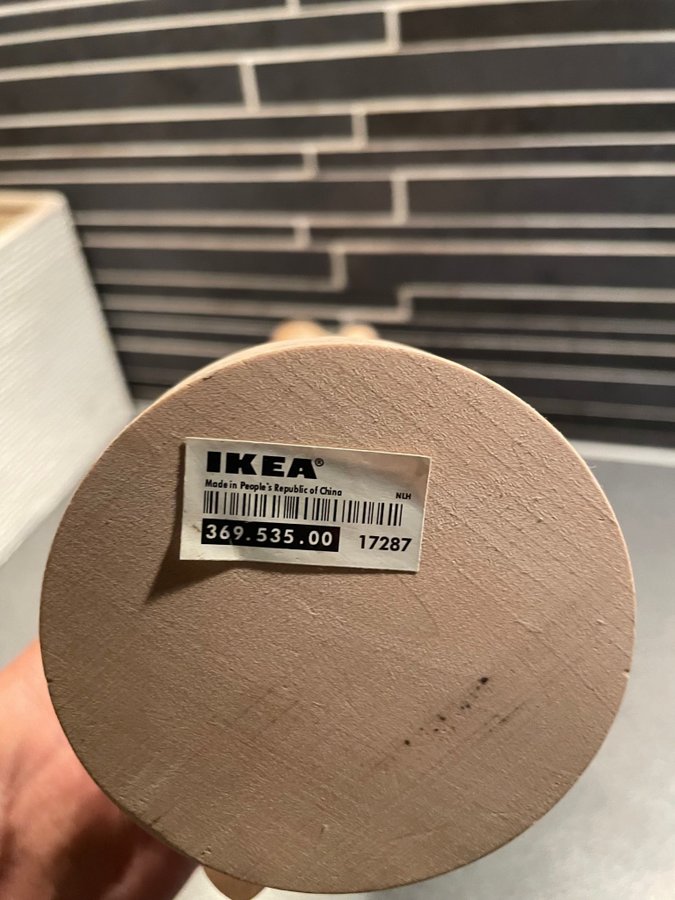 IKEA®
Made in People's Republic of China
NLH
369.535.00
17287